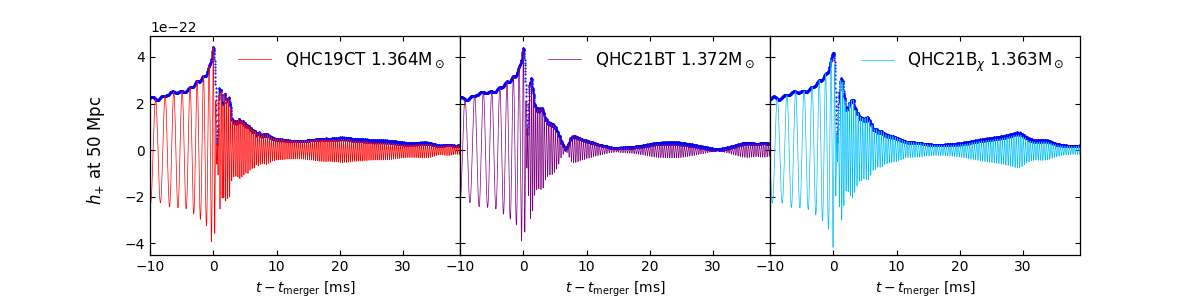 1e−22
h₊ at 50 Mpc
4
2
0
−2
−4
QHC19CT 1.364M⊙
QHC21BT 1.372M⊙
QHC21Bᵪ 1.363M⊙
−10 0 10 20 30
−10 0 10 20 30
−10 0 10 20 30
t − t_merger [ms]
t − t_merger [ms]
t − t_merger [ms]